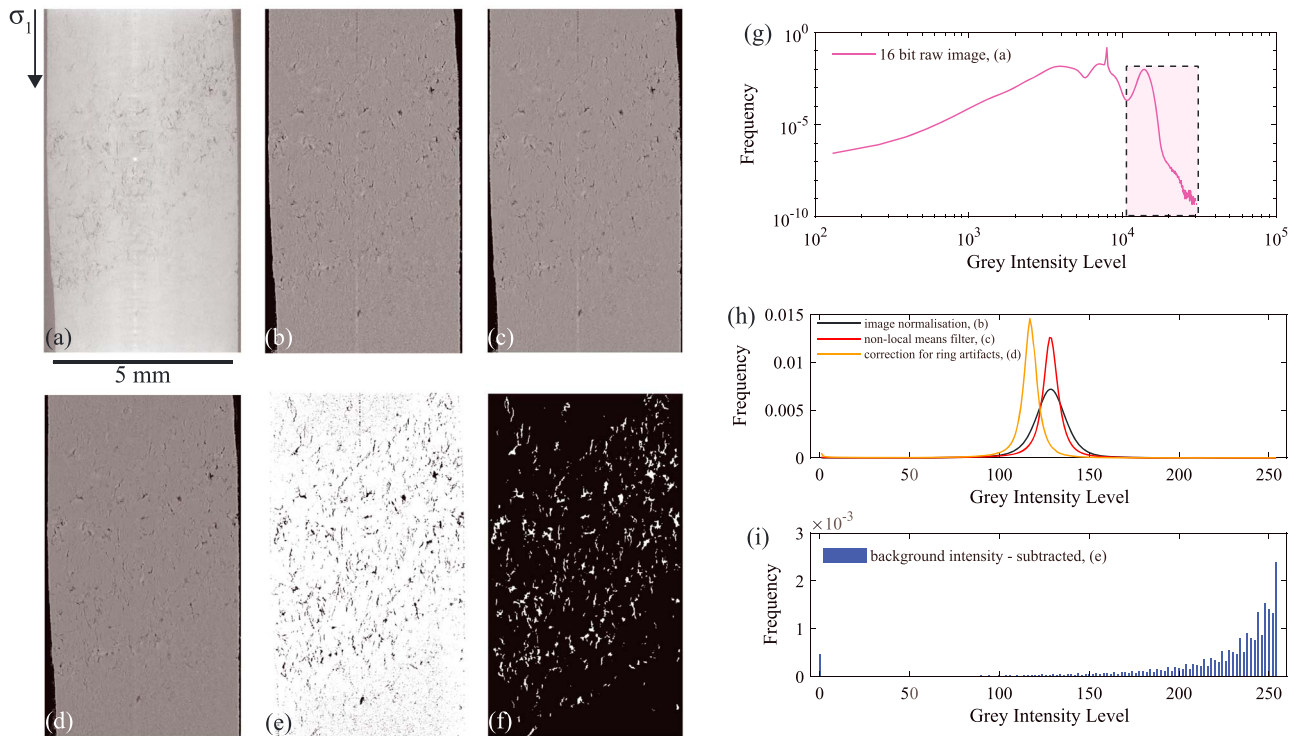 σ1
(a)
(b)
(c)
5 mm
(d)
(e)
(f)
(g)
16 bit raw image, (a)
Frequency
10^0
10^-5
10^-10
10^2
10^3
10^4
10^5
Grey Intensity Level
(h)
image normalisation, (b)
non-local means filter, (c)
correction for ring artifacts, (d)
Frequency
0.015
0.01
0.005
0
0
50
100
150
200
250
Grey Intensity Level
(i)
×10^-3
background intensity - subtracted, (e)
Frequency
3
2
1
0
0
50
100
150
200
250
Grey Intensity Level